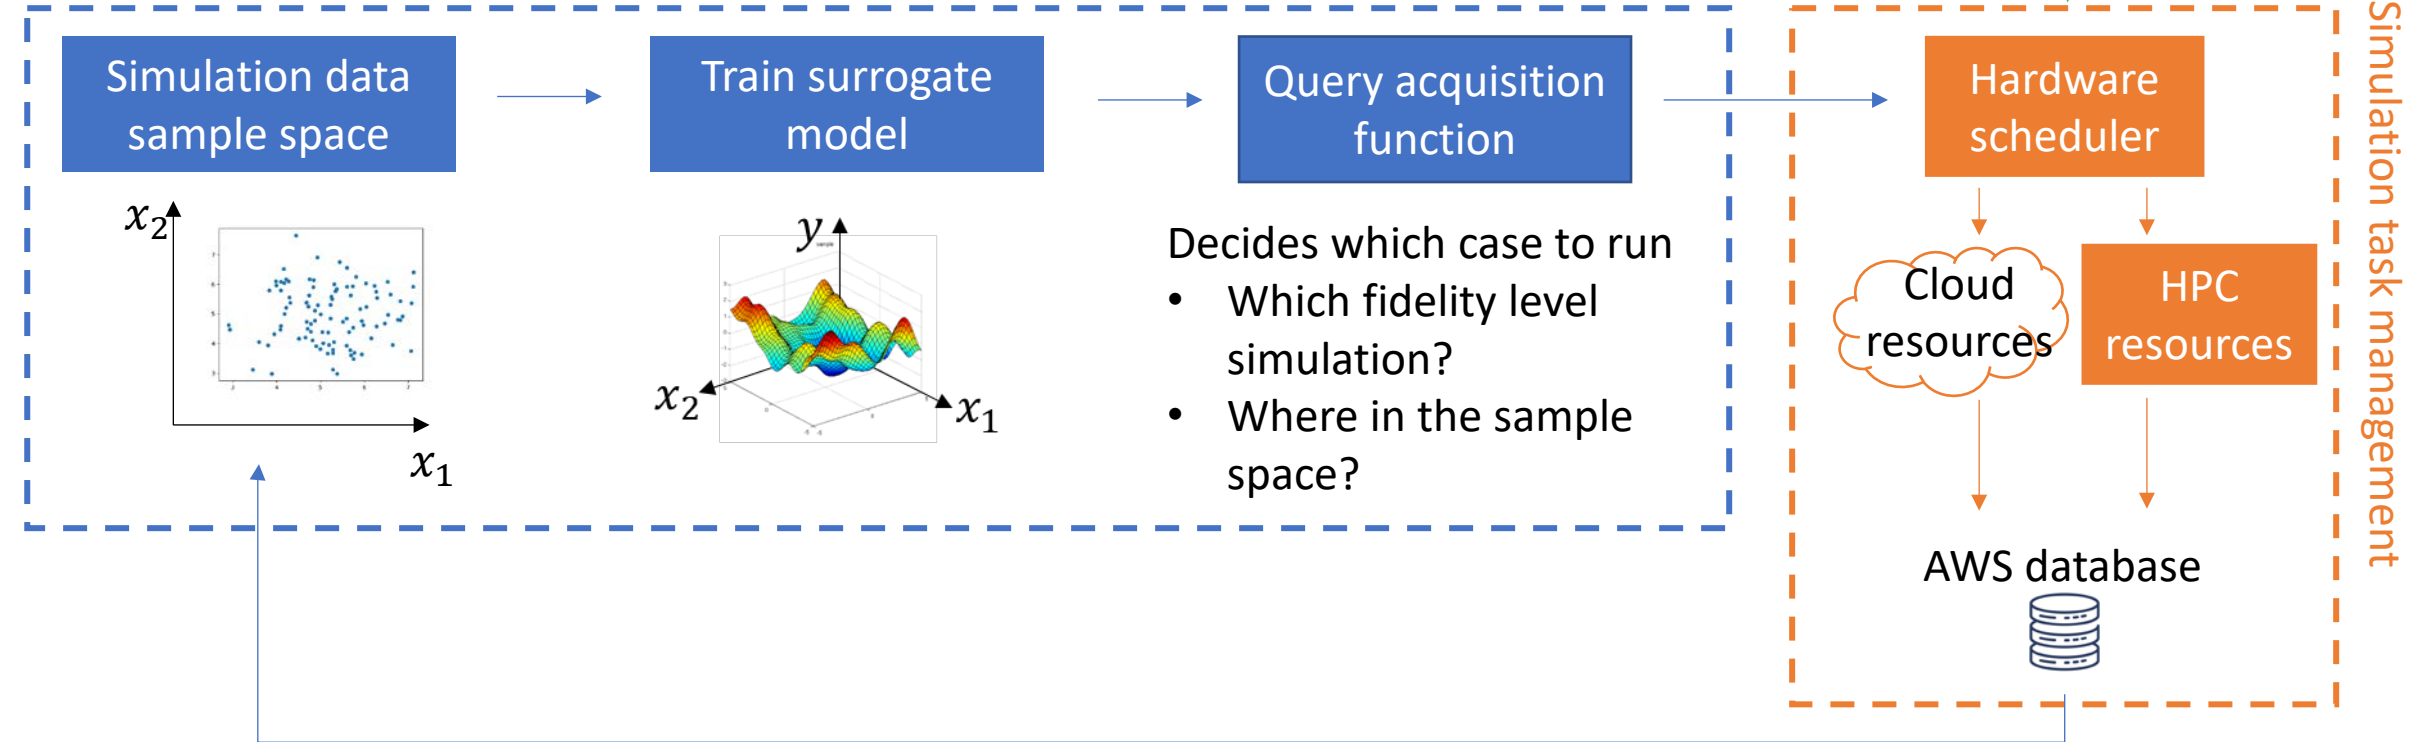 Simulation data
sample space
Train surrogate
model
Query acquisition
function
Hardware
scheduler
Simulation task management
x₂
x₁
y
x₂
x₁
Decides which case to run
• Which fidelity level
simulation?
• Where in the sample
space?
Cloud
resources
HPC
resources
AWS database